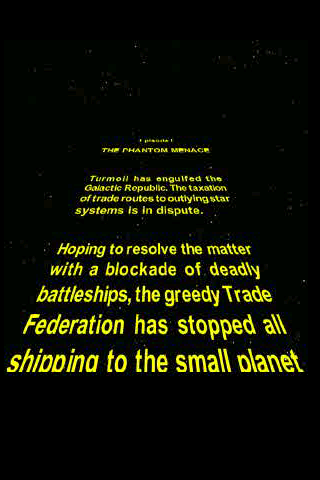 Episode I
THE PHANTOM MENACE
Turmoil has engulfed the
Galactic Republic. The taxation
of trade routes to outlying star
systems is in dispute.
Hoping to resolve the matter
with a blockade of deadly
battleships, the greedy Trade
Federation has stopped all
shipping to the small planet